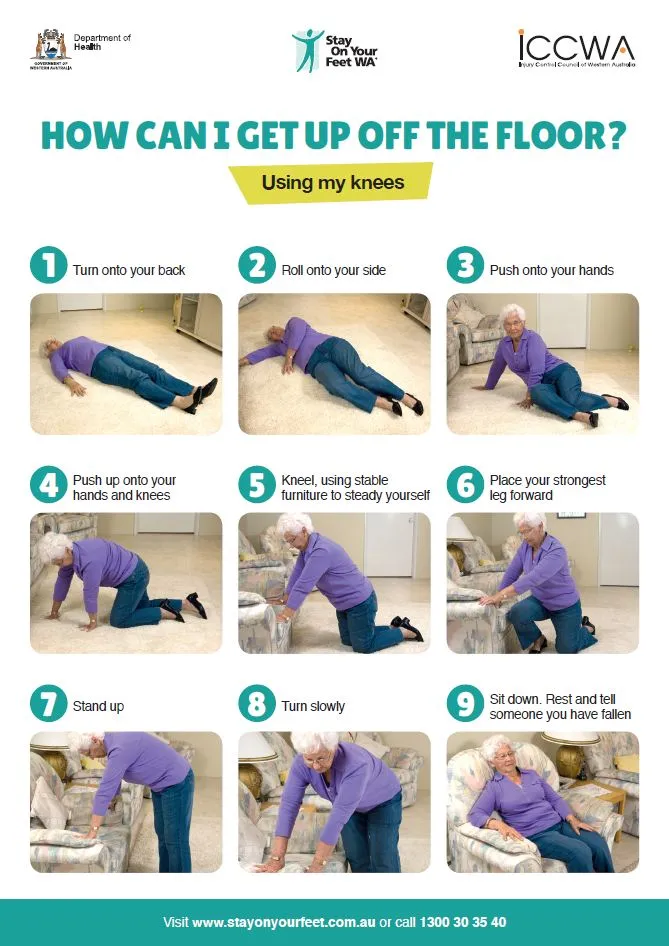 Department of
Health
GOVERNMENT OF
WESTERN AUSTRALIA
Stay
On Your
Feet WA
ICCWA
Injury Control Council of Western Australia
HOW CAN I GET UP OFF THE FLOOR?
Using my knees
1 Turn onto your back
2 Roll onto your side
3 Push onto your hands
4 Push up onto your
hands and knees
5 Kneel, using stable
furniture to steady yourself
6 Place your strongest
leg forward
7 Stand up
8 Turn slowly
9 Sit down. Rest and tell
someone you have fallen
Visit www.stayonyourfeet.com.au or call 1300 30 35 40